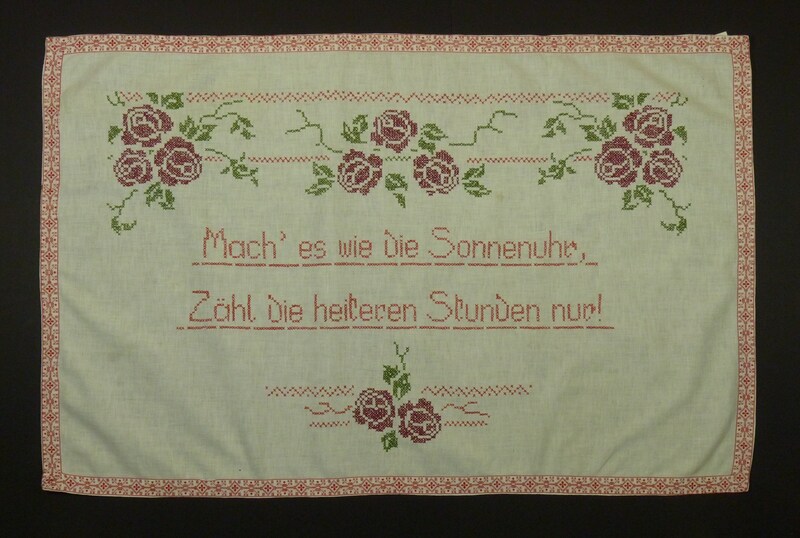 Mach' es wie die Sonnenuhr,
Zähl die heiteren Stunden nur!